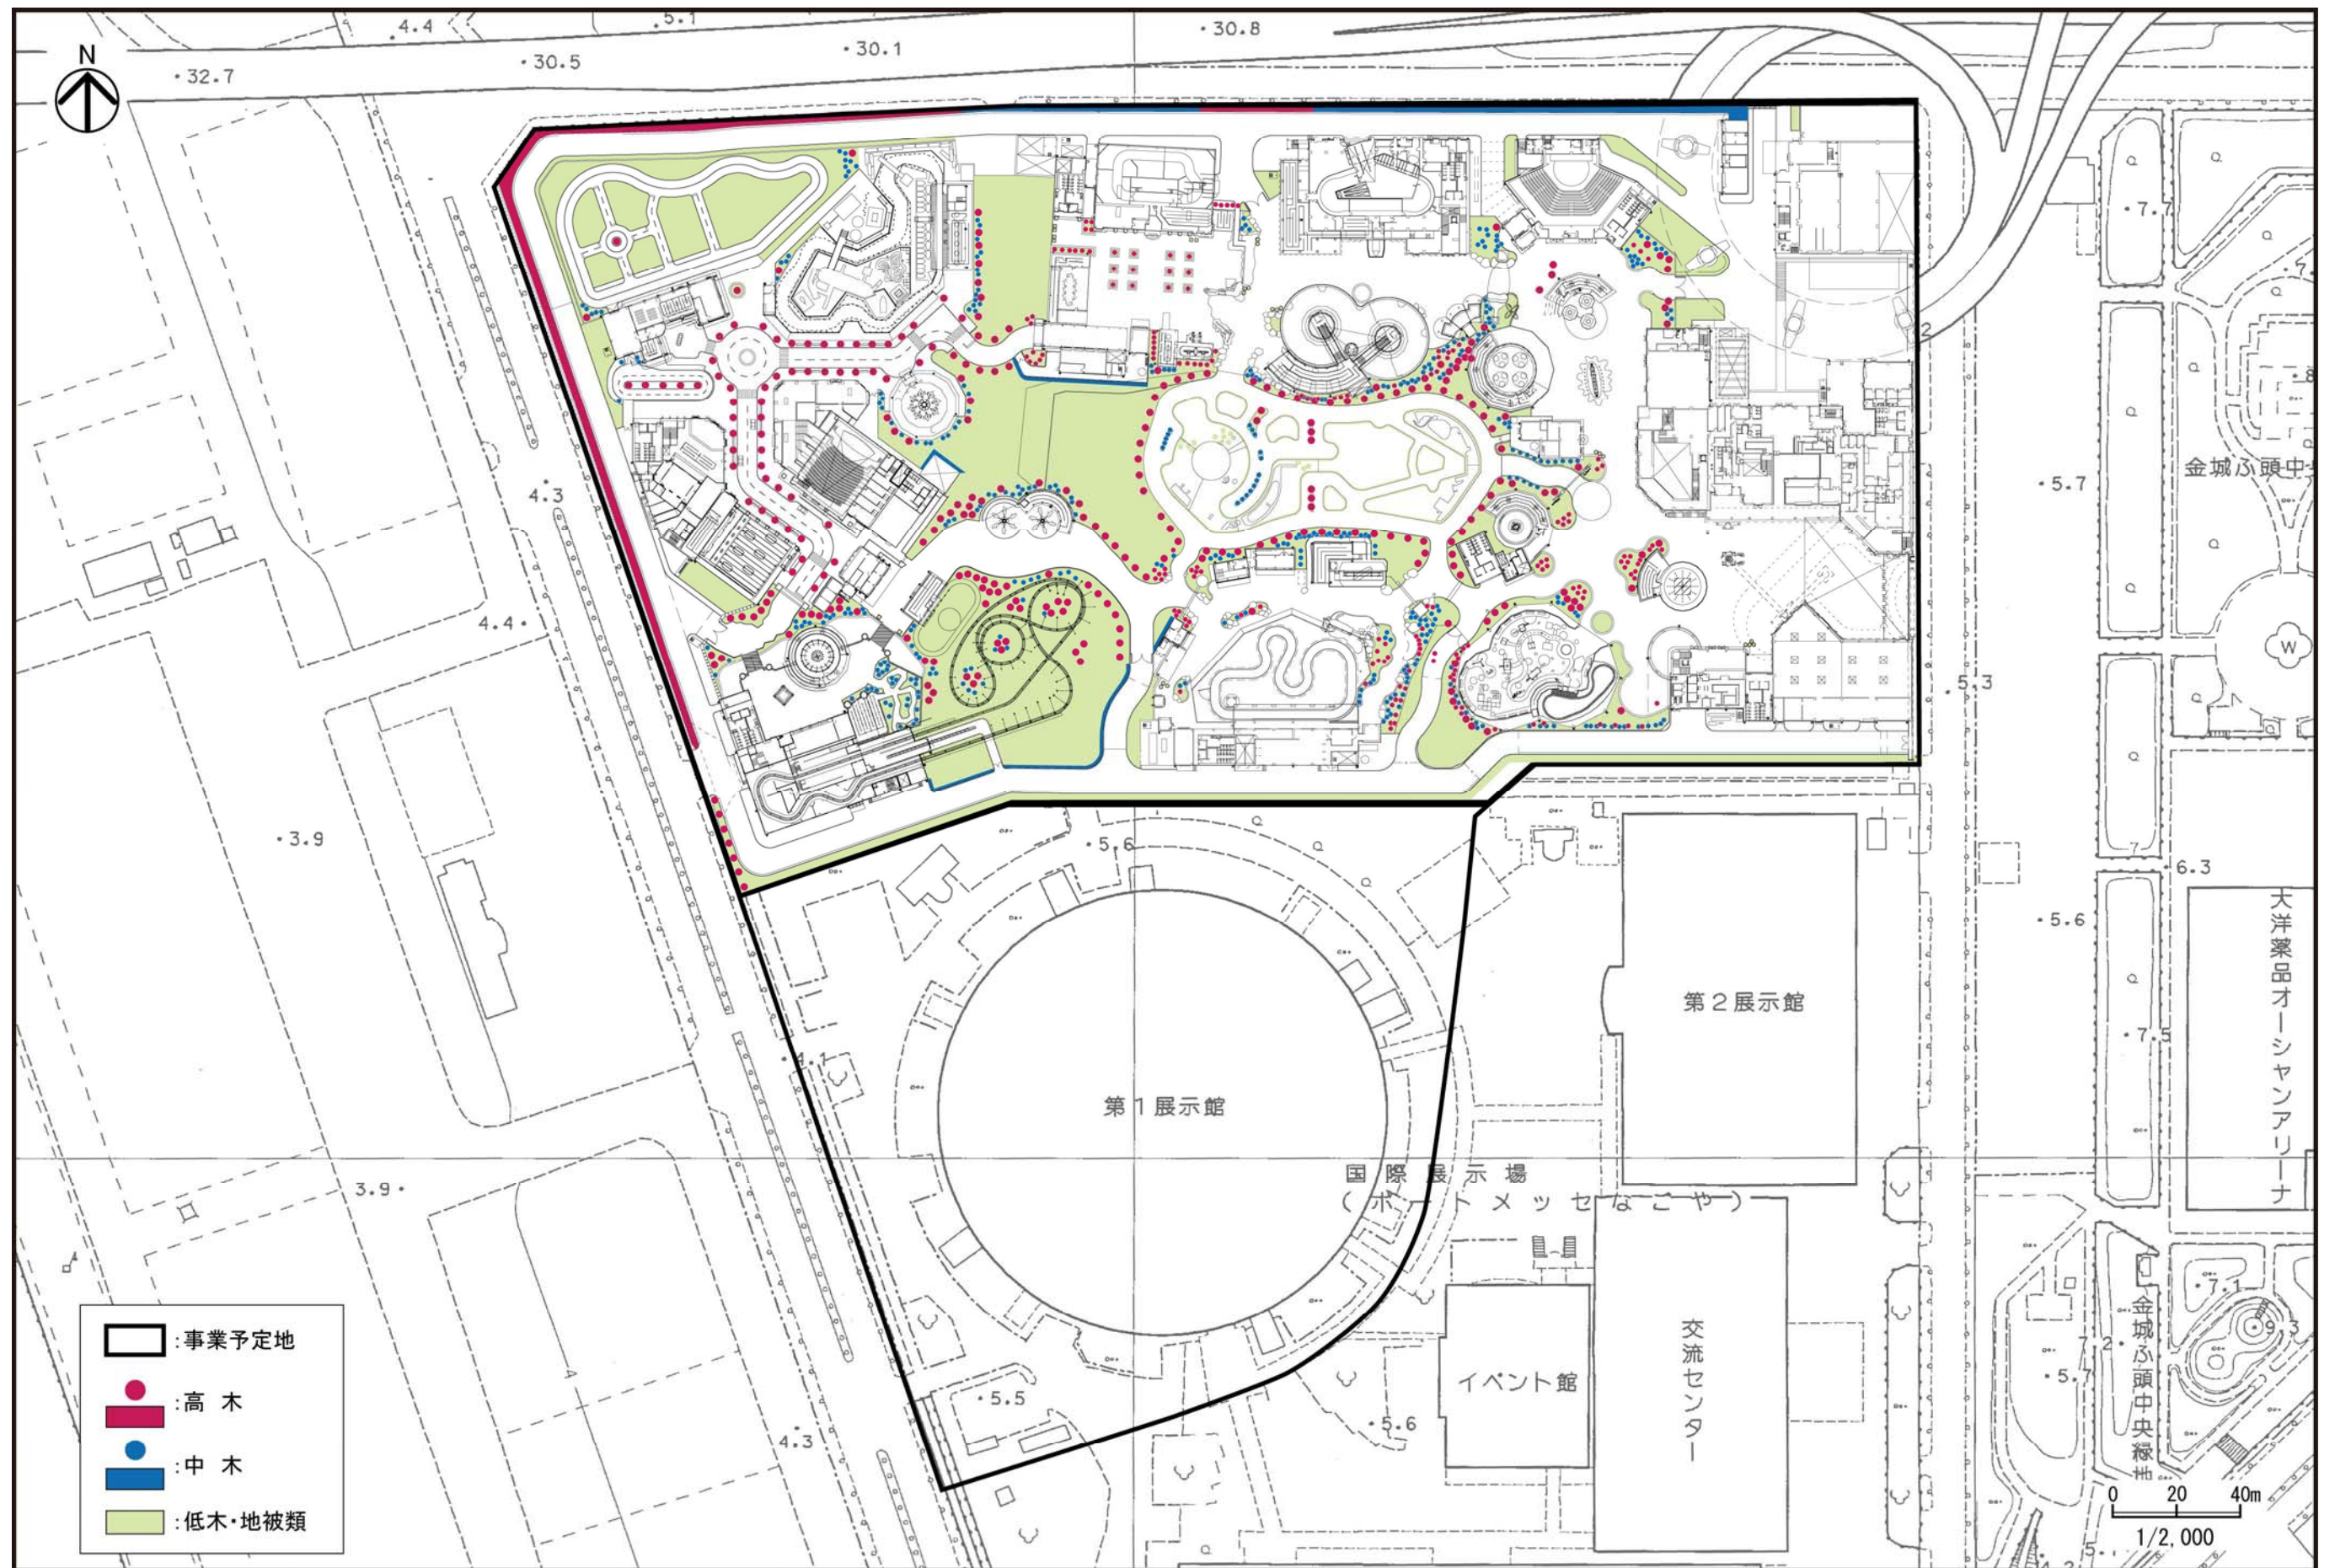 4.4
5.1
30.8
N
30.1
30.5
32.7
7.7
金城ふ頭中
5.7
4.3
4.4
W
5.3
3.9
5.6
6.3
大洋薬品オーシャンアリーナ
5.6
第2展示館
7.5
4.1
第1展示館
国際展示場
(ポートメッセなごや)
3.9
7.1
9.3
金城ふ頭中央緑地
:事業予定地
:高 木
:中 木
:低木・地被類
交流センター
イベント館
5.5
5.6
5.7
4.3
0 20 40m
1/2,000